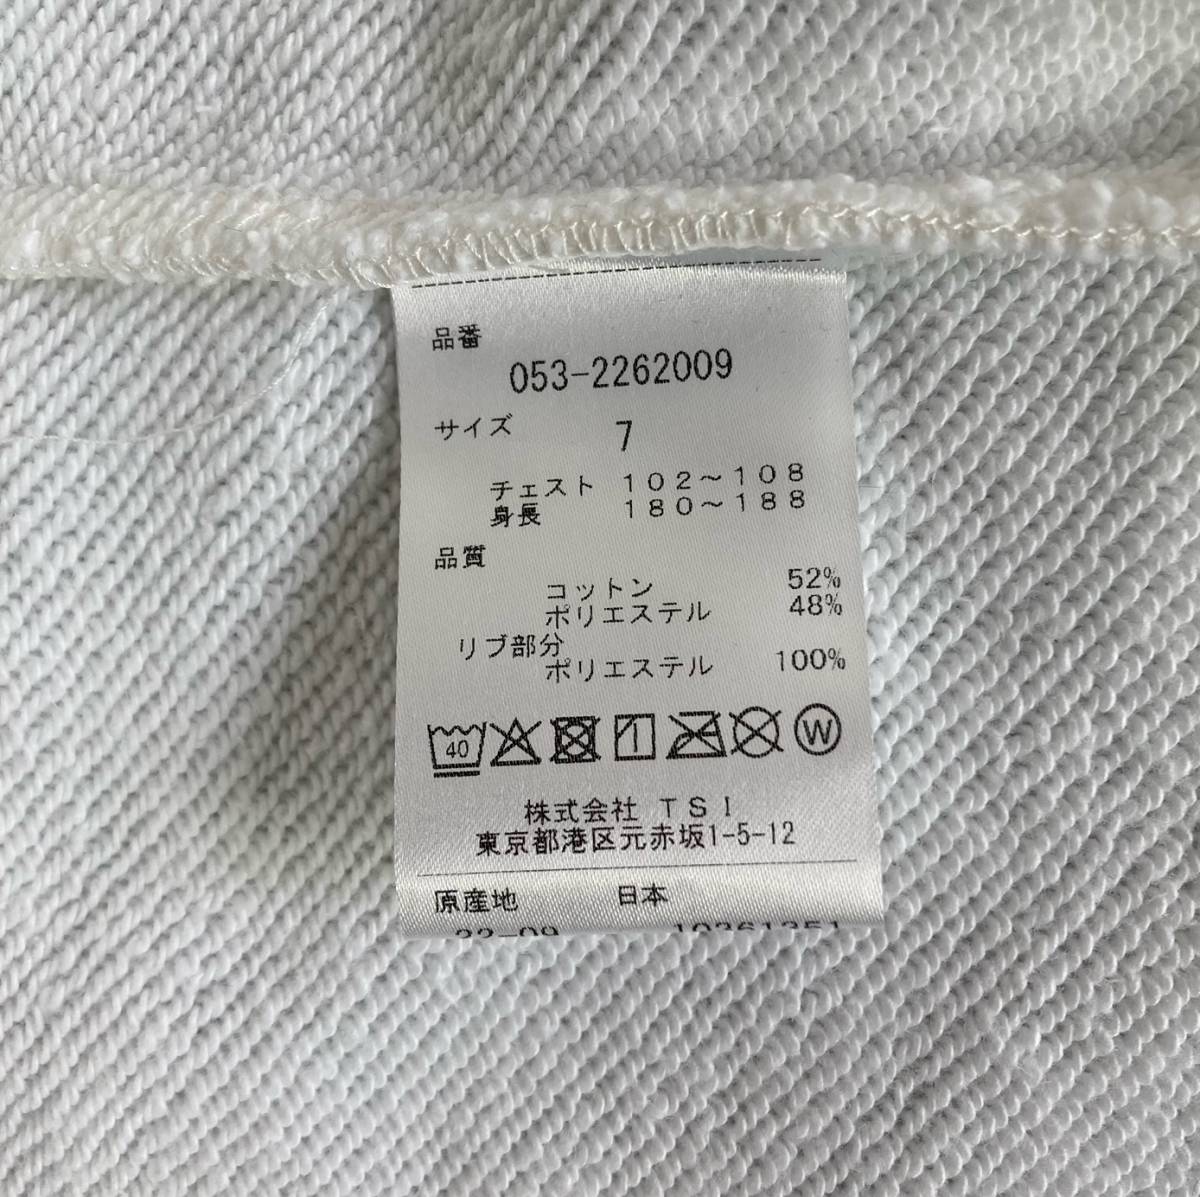 品番
053-2262009
サイズ 7
チェスト 102〜108
身長 180〜188
品質
コットン 52%
ポリエステル 48%
リブ部分
ポリエステル 100%
40 W
株式会社 TSI
東京都港区元赤坂1-5-12
原産地 日本
22-09 10361351